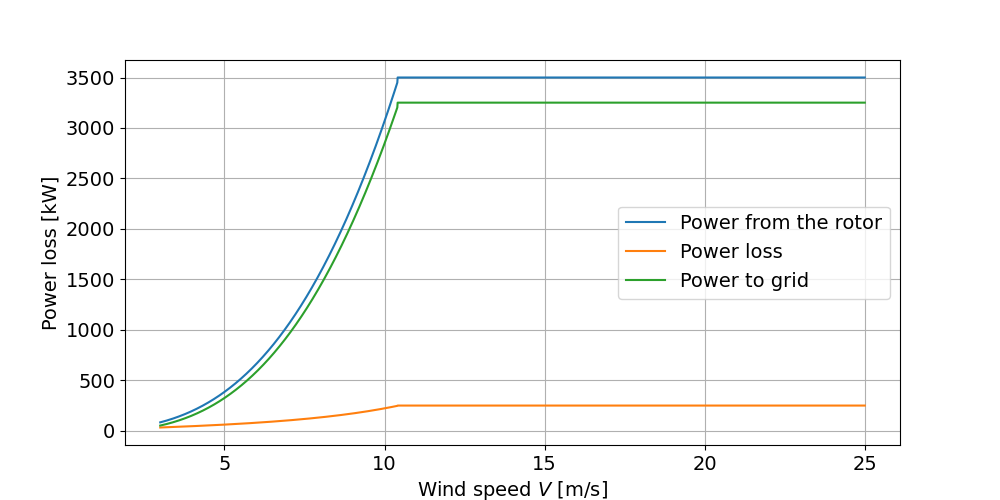 3500
3000
2500
2000
1500
1000
500
0
Power loss [kW]
Power from the rotor
Power loss
Power to grid
5 10 15 20 25
Wind speed V [m/s]